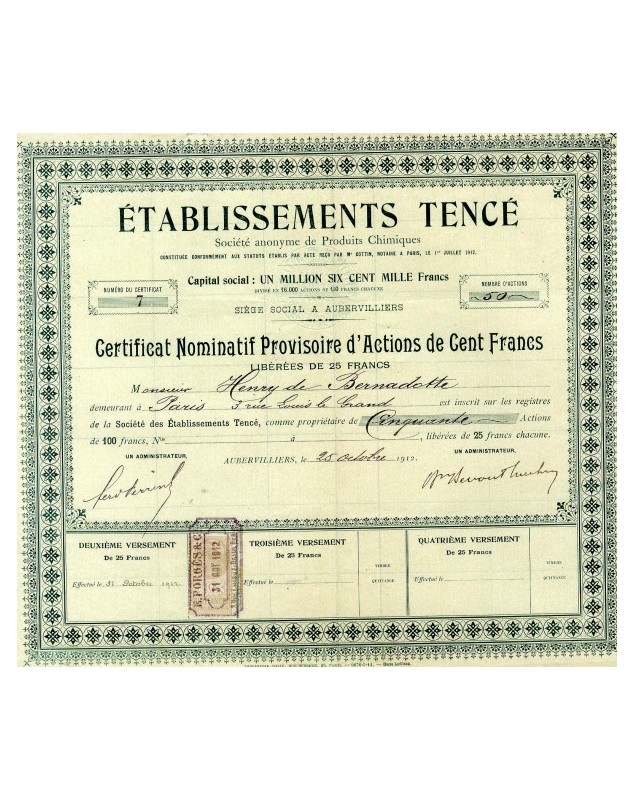 ÉTABLISSEMENTS TENCÉ
Société anonyme de Produits Chimiques
CONSTITUÉE CONFORMÉMENT AUX STATUTS ÉTABLIS PAR ACTE REÇU PAR Mᵉ COTTIN, NOTAIRE A PARIS, LE 1ᵉʳ JUILLET 1912.
Capital social : UN MILLION SIX CENT MILLE Francs
DIVISÉ EN 16.000 ACTIONS DE 100 FRANCS CHACUNE
NUMÉRO DU CERTIFICAT
7
NOMBRE D'ACTIONS
50
SIÈGE SOCIAL A AUBERVILLIERS
Certificat Nominatif Provisoire d'Actions de Cent Francs
LIBÉRÉES DE 25 FRANCS
Monsieur Henry de Bernadotte
demeurant à Paris 3 rue Louis le Grand est inscrit sur les registres
de la Société des Établissements Tencé, comme propriétaire de Cinquante Actions
de 100 francs, Nᵒˢ à , libérées de 25 francs chacune.
UN ADMINISTRATEUR,
AUBERVILLIERS, le 25 octobre 1912.
UN ADMINISTRATEUR,
DEUXIÈME VERSEMENT
De 25 Francs
Effectué le 31 Octobre 1912
E. PORGÈS & C
31 OCT 1912
TROISIÈME VERSEMENT
De 25 Francs
Effectué le
TIMBRE
QUITTANCE
QUATRIÈME VERSEMENT
De 25 Francs
TIMBRE
QUITTANCE